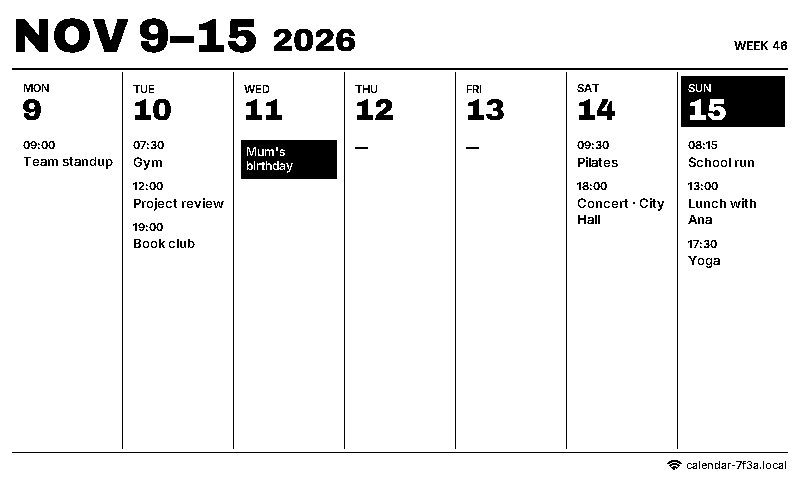 NOV 9–15 2026
WEEK 46
MON
9
09:00
Team standup
TUE
10
07:30
Gym
12:00
Project review
19:00
Book club
WED
11
Mum's
birthday
THU
12
—
FRI
13
—
SAT
14
09:30
Pilates
18:00
Concert · City
Hall
SUN
15
08:15
School run
13:00
Lunch with
Ana
17:30
Yoga
calendar-7f3a.local